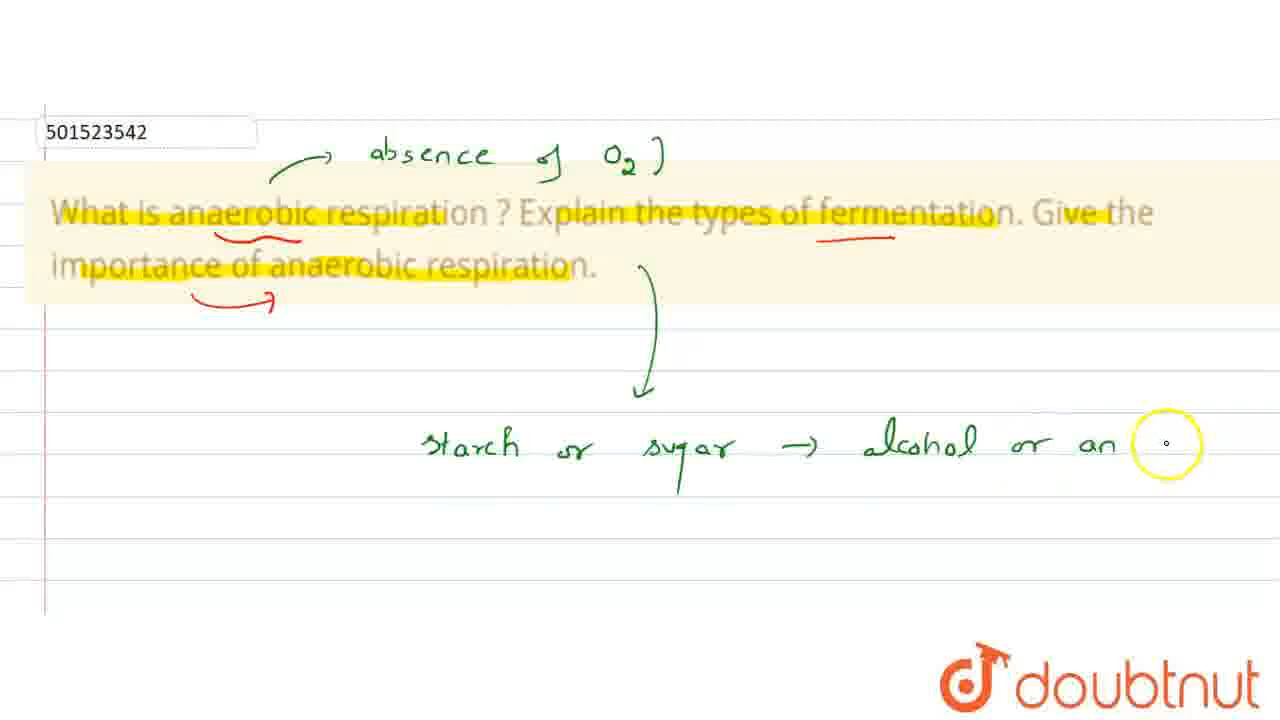 501523542
absence of O2)
What is anaerobic respiration ? Explain the types of fermentation. Give the
importance of anaerobic respiration.
starch or sugar → alcohol or an
doubtnut